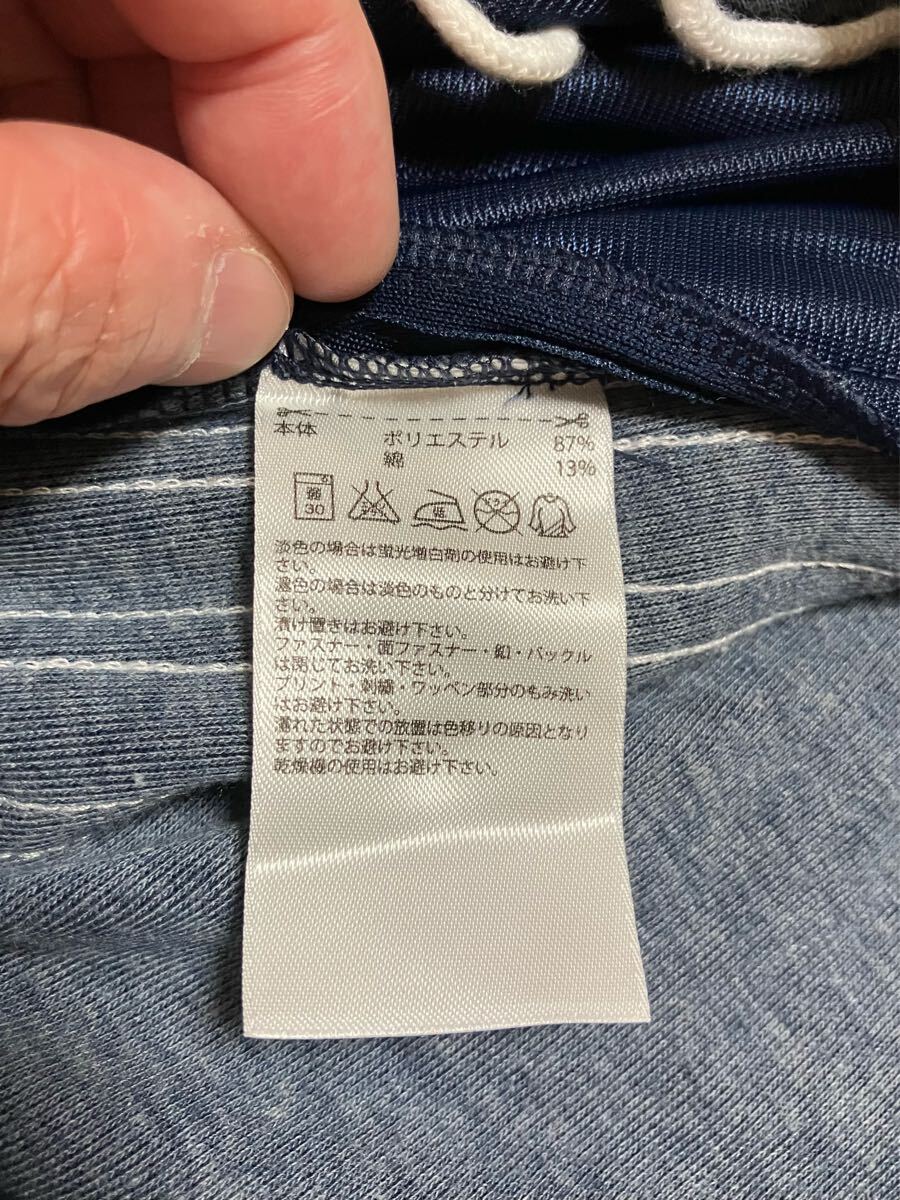 本体 ポリエステル 87%
綿 13%
弱 30 低
淡色の場合は蛍光増白剤の使用はお避け下
さい。
濃色の場合は淡色のものと分けてお洗い下
さい。
漬け置きはお避け下さい。
ファスナー・面ファスナー・釦・バックル
は閉じてお洗い下さい。
プリント・刺繍・ワッペン部分のもみ洗い
はお避け下さい。
濡れた状態での放置は色移りの原因となり
ますのでお避け下さい。
乾燥機の使用はお避け下さい。